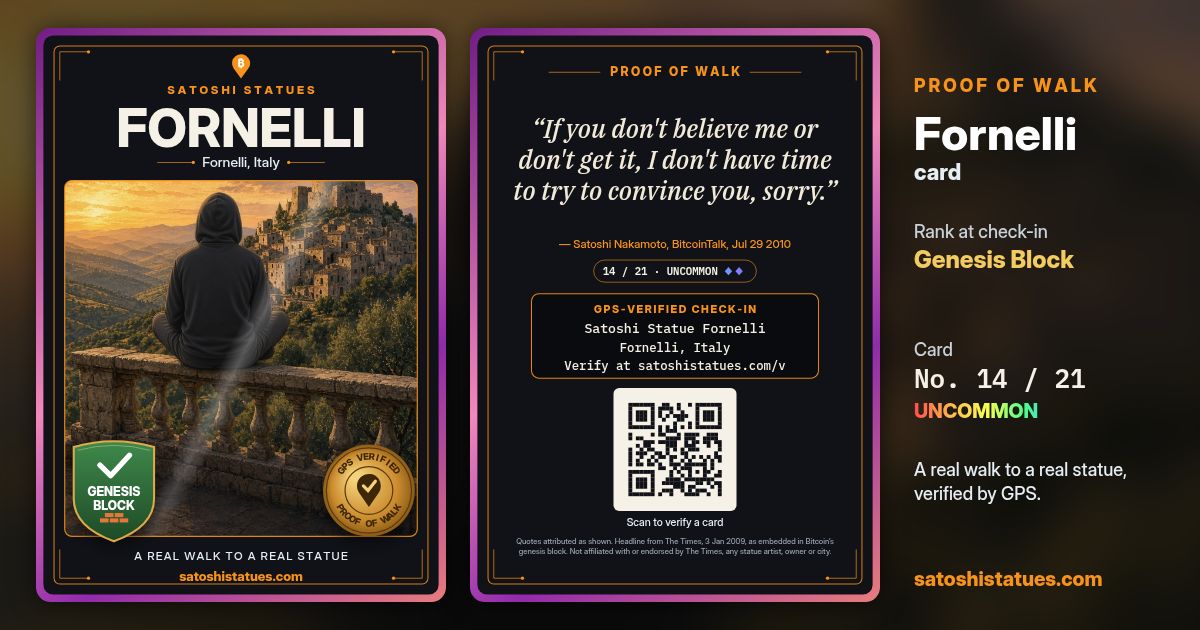 SATOSHI STATUES
FORNELLI
Fornelli, Italy
GENESIS
BLOCK
GPS VERIFIED
PROOF OF WALK
A REAL WALK TO A REAL STATUE
satoshistatues.com
PROOF OF WALK
“If you don't believe me or
don't get it, I don't have time
to try to convince you, sorry.”
— Satoshi Nakamoto, BitcoinTalk, Jul 29 2010
14 / 21 · UNCOMMON
GPS-VERIFIED CHECK-IN
Satoshi Statue Fornelli
Fornelli, Italy
Verify at satoshistatues.com/v
Scan to verify a card
Quotes attributed as shown. Headline from The Times, 3 Jan 2009, as embedded in Bitcoin's
genesis block. Not affiliated with or endorsed by The Times, any statue artist, owner or city.
PROOF OF WALK
Fornelli
card
Rank at check-in
Genesis Block
Card
No. 14 / 21
UNCOMMON
A real walk to a real statue,
verified by GPS.
satoshistatues.com